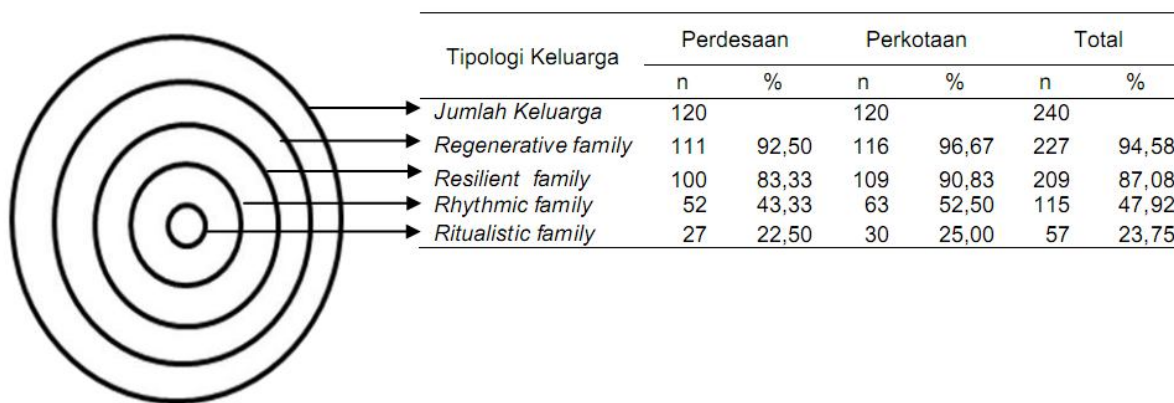 Tipologi Keluarga Perdesaan Perkotaan Total
n % n % n %
Jumlah Keluarga 120 120 240
Regenerative family 111 92,50 116 96,67 227 94,58
Resilient family 100 83,33 109 90,83 209 87,08
Rhythmic family 52 43,33 63 52,50 115 47,92
Ritualistic family 27 22,50 30 25,00 57 23,75